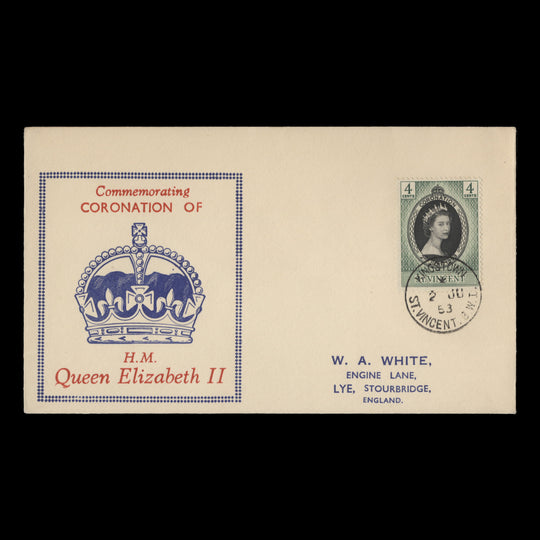 Commemorating
CORONATION OF
H.M.
Queen Elizabeth II
4 4
CENTS CENTS
CORONATION
ST. VINCENT
KINGSTOWN
2 JU
53
ST. VINCENT. B.W.I.
W. A. WHITE,
ENGINE LANE,
LYE, STOURBRIDGE,
ENGLAND.